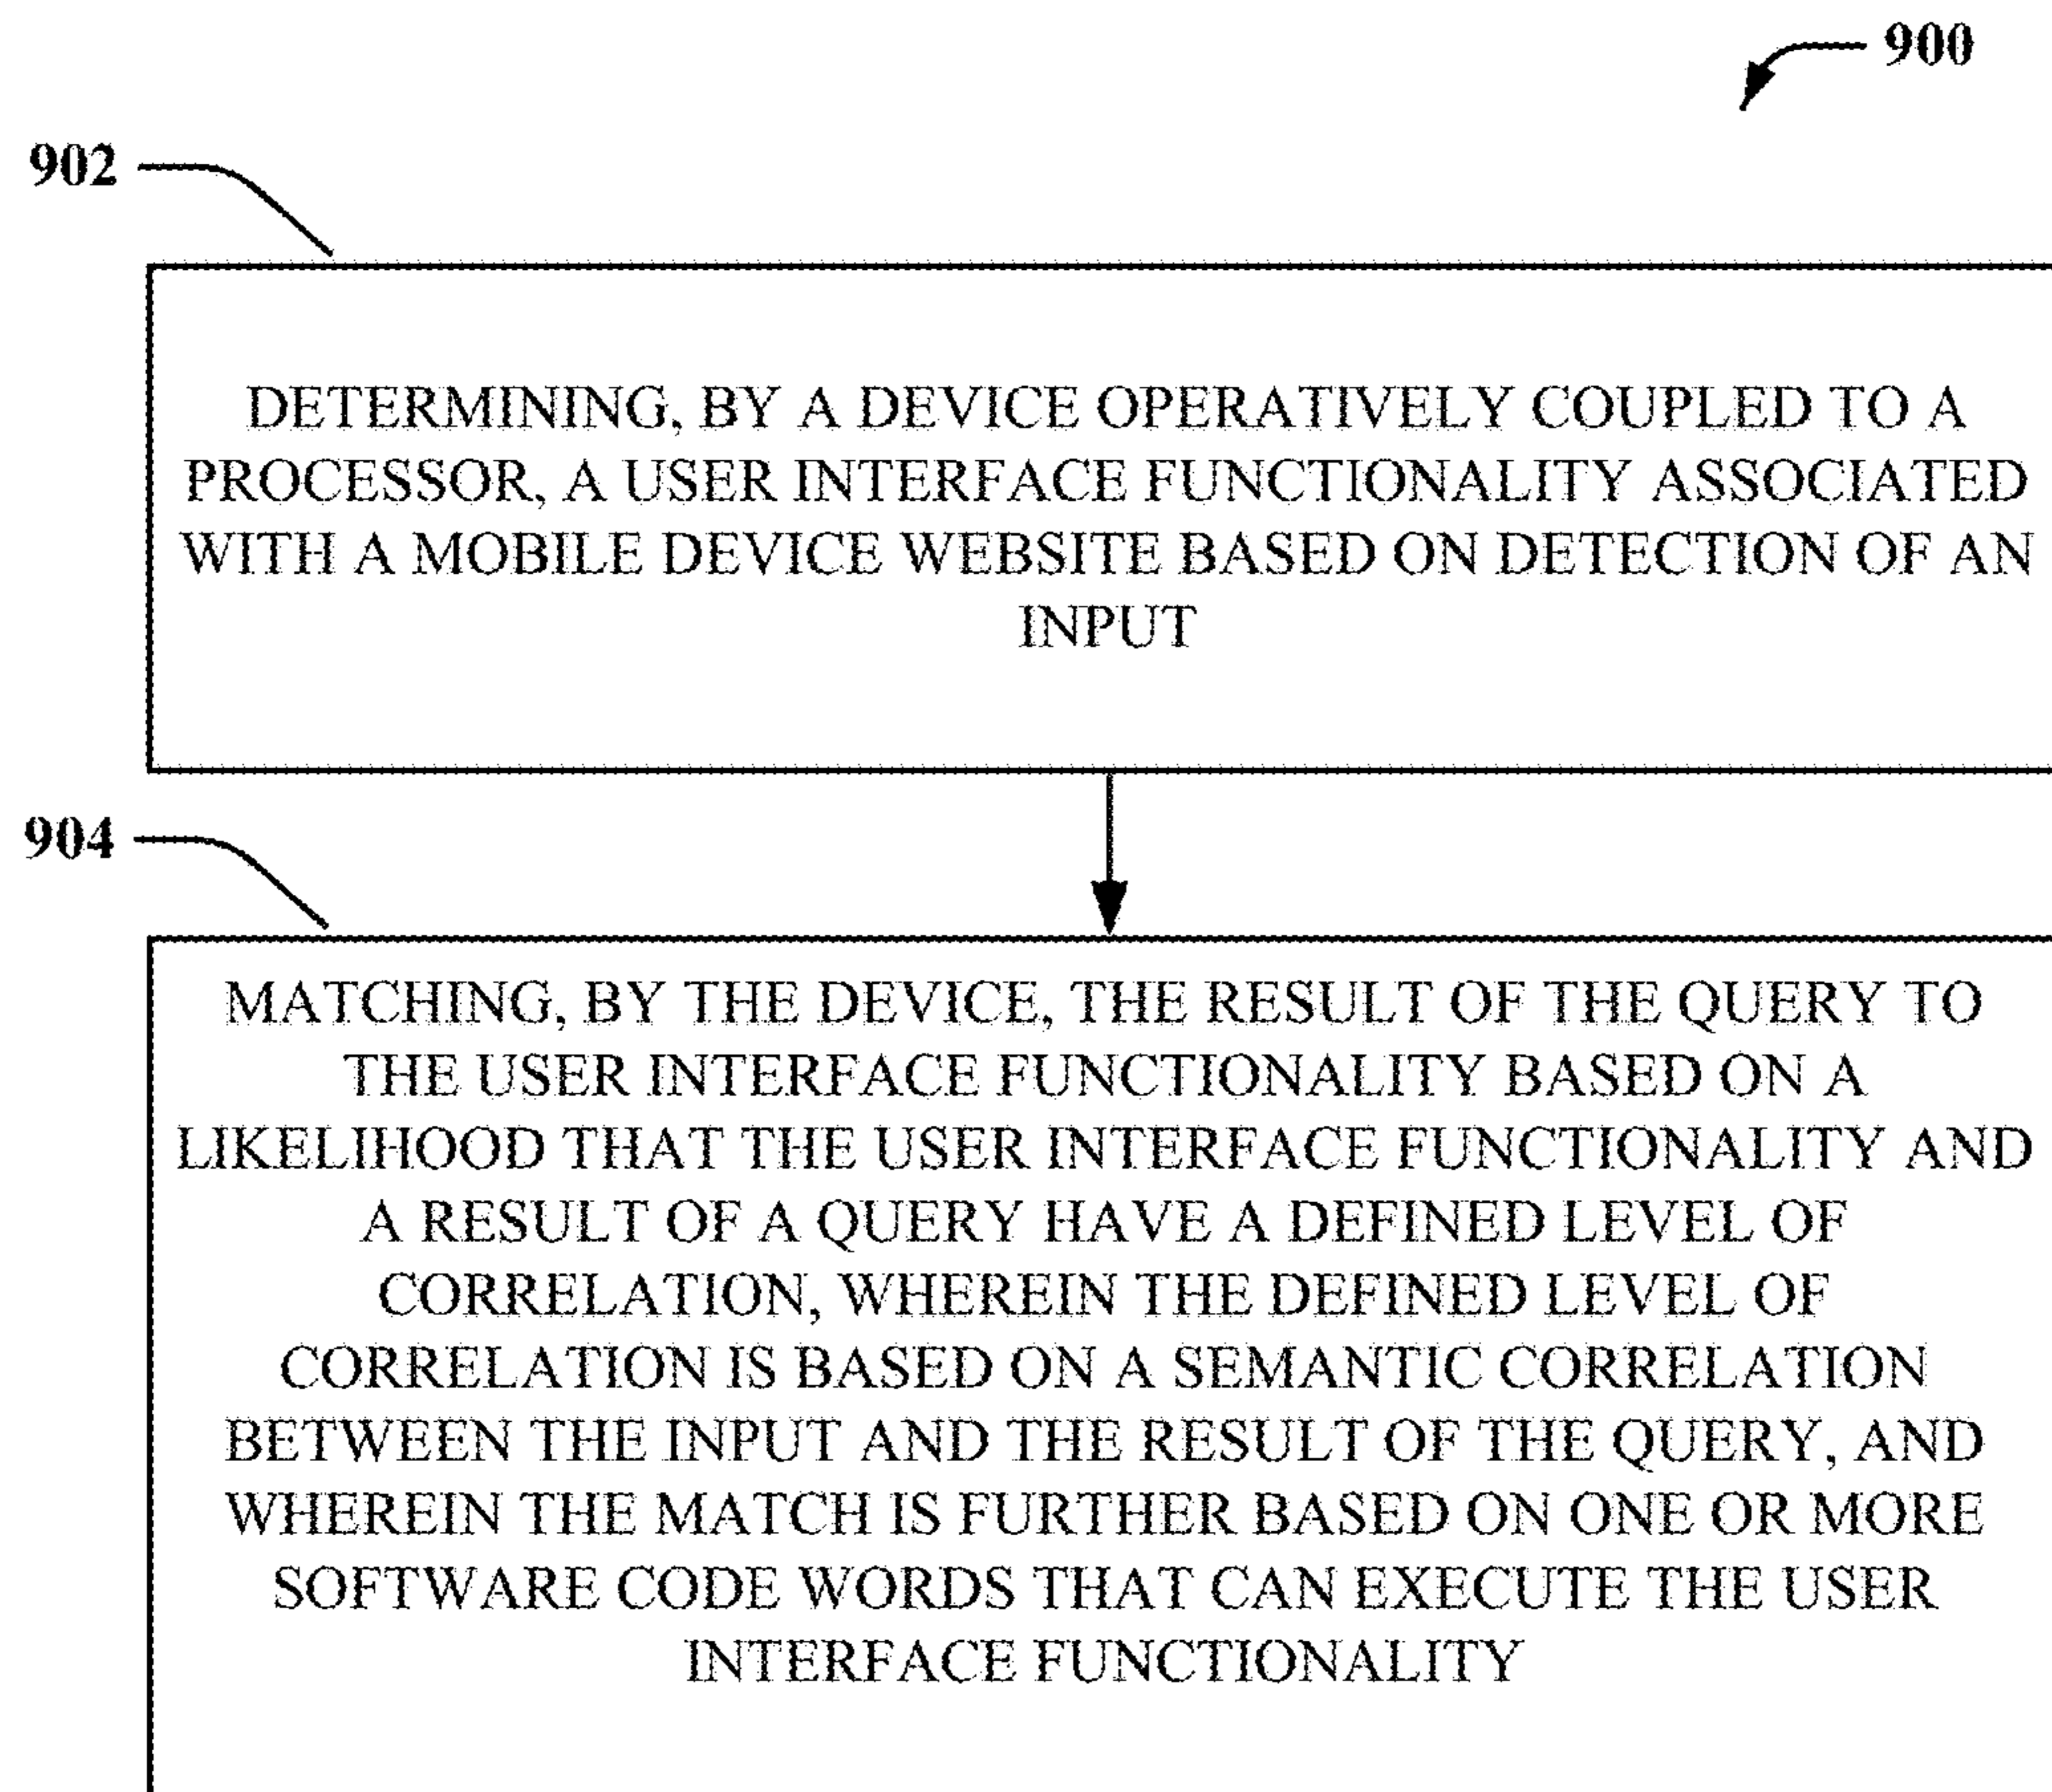 900
902
DETERMINING, BY A DEVICE OPERATIVELY COUPLED TO A
PROCESSOR, A USER INTERFACE FUNCTIONALITY ASSOCIATED
WITH A MOBILE DEVICE WEBSITE BASED ON DETECTION OF AN
INPUT
904
MATCHING, BY THE DEVICE, THE RESULT OF THE QUERY TO
THE USER INTERFACE FUNCTIONALITY BASED ON A
LIKELIHOOD THAT THE USER INTERFACE FUNCTIONALITY AND
A RESULT OF A QUERY HAVE A DEFINED LEVEL OF
CORRELATION, WHEREIN THE DEFINED LEVEL OF
CORRELATION IS BASED ON A SEMANTIC CORRELATION
BETWEEN THE INPUT AND THE RESULT OF THE QUERY, AND
WHEREIN THE MATCH IS FURTHER BASED ON ONE OR MORE
SOFTWARE CODE WORDS THAT CAN EXECUTE THE USER
INTERFACE FUNCTIONALITY